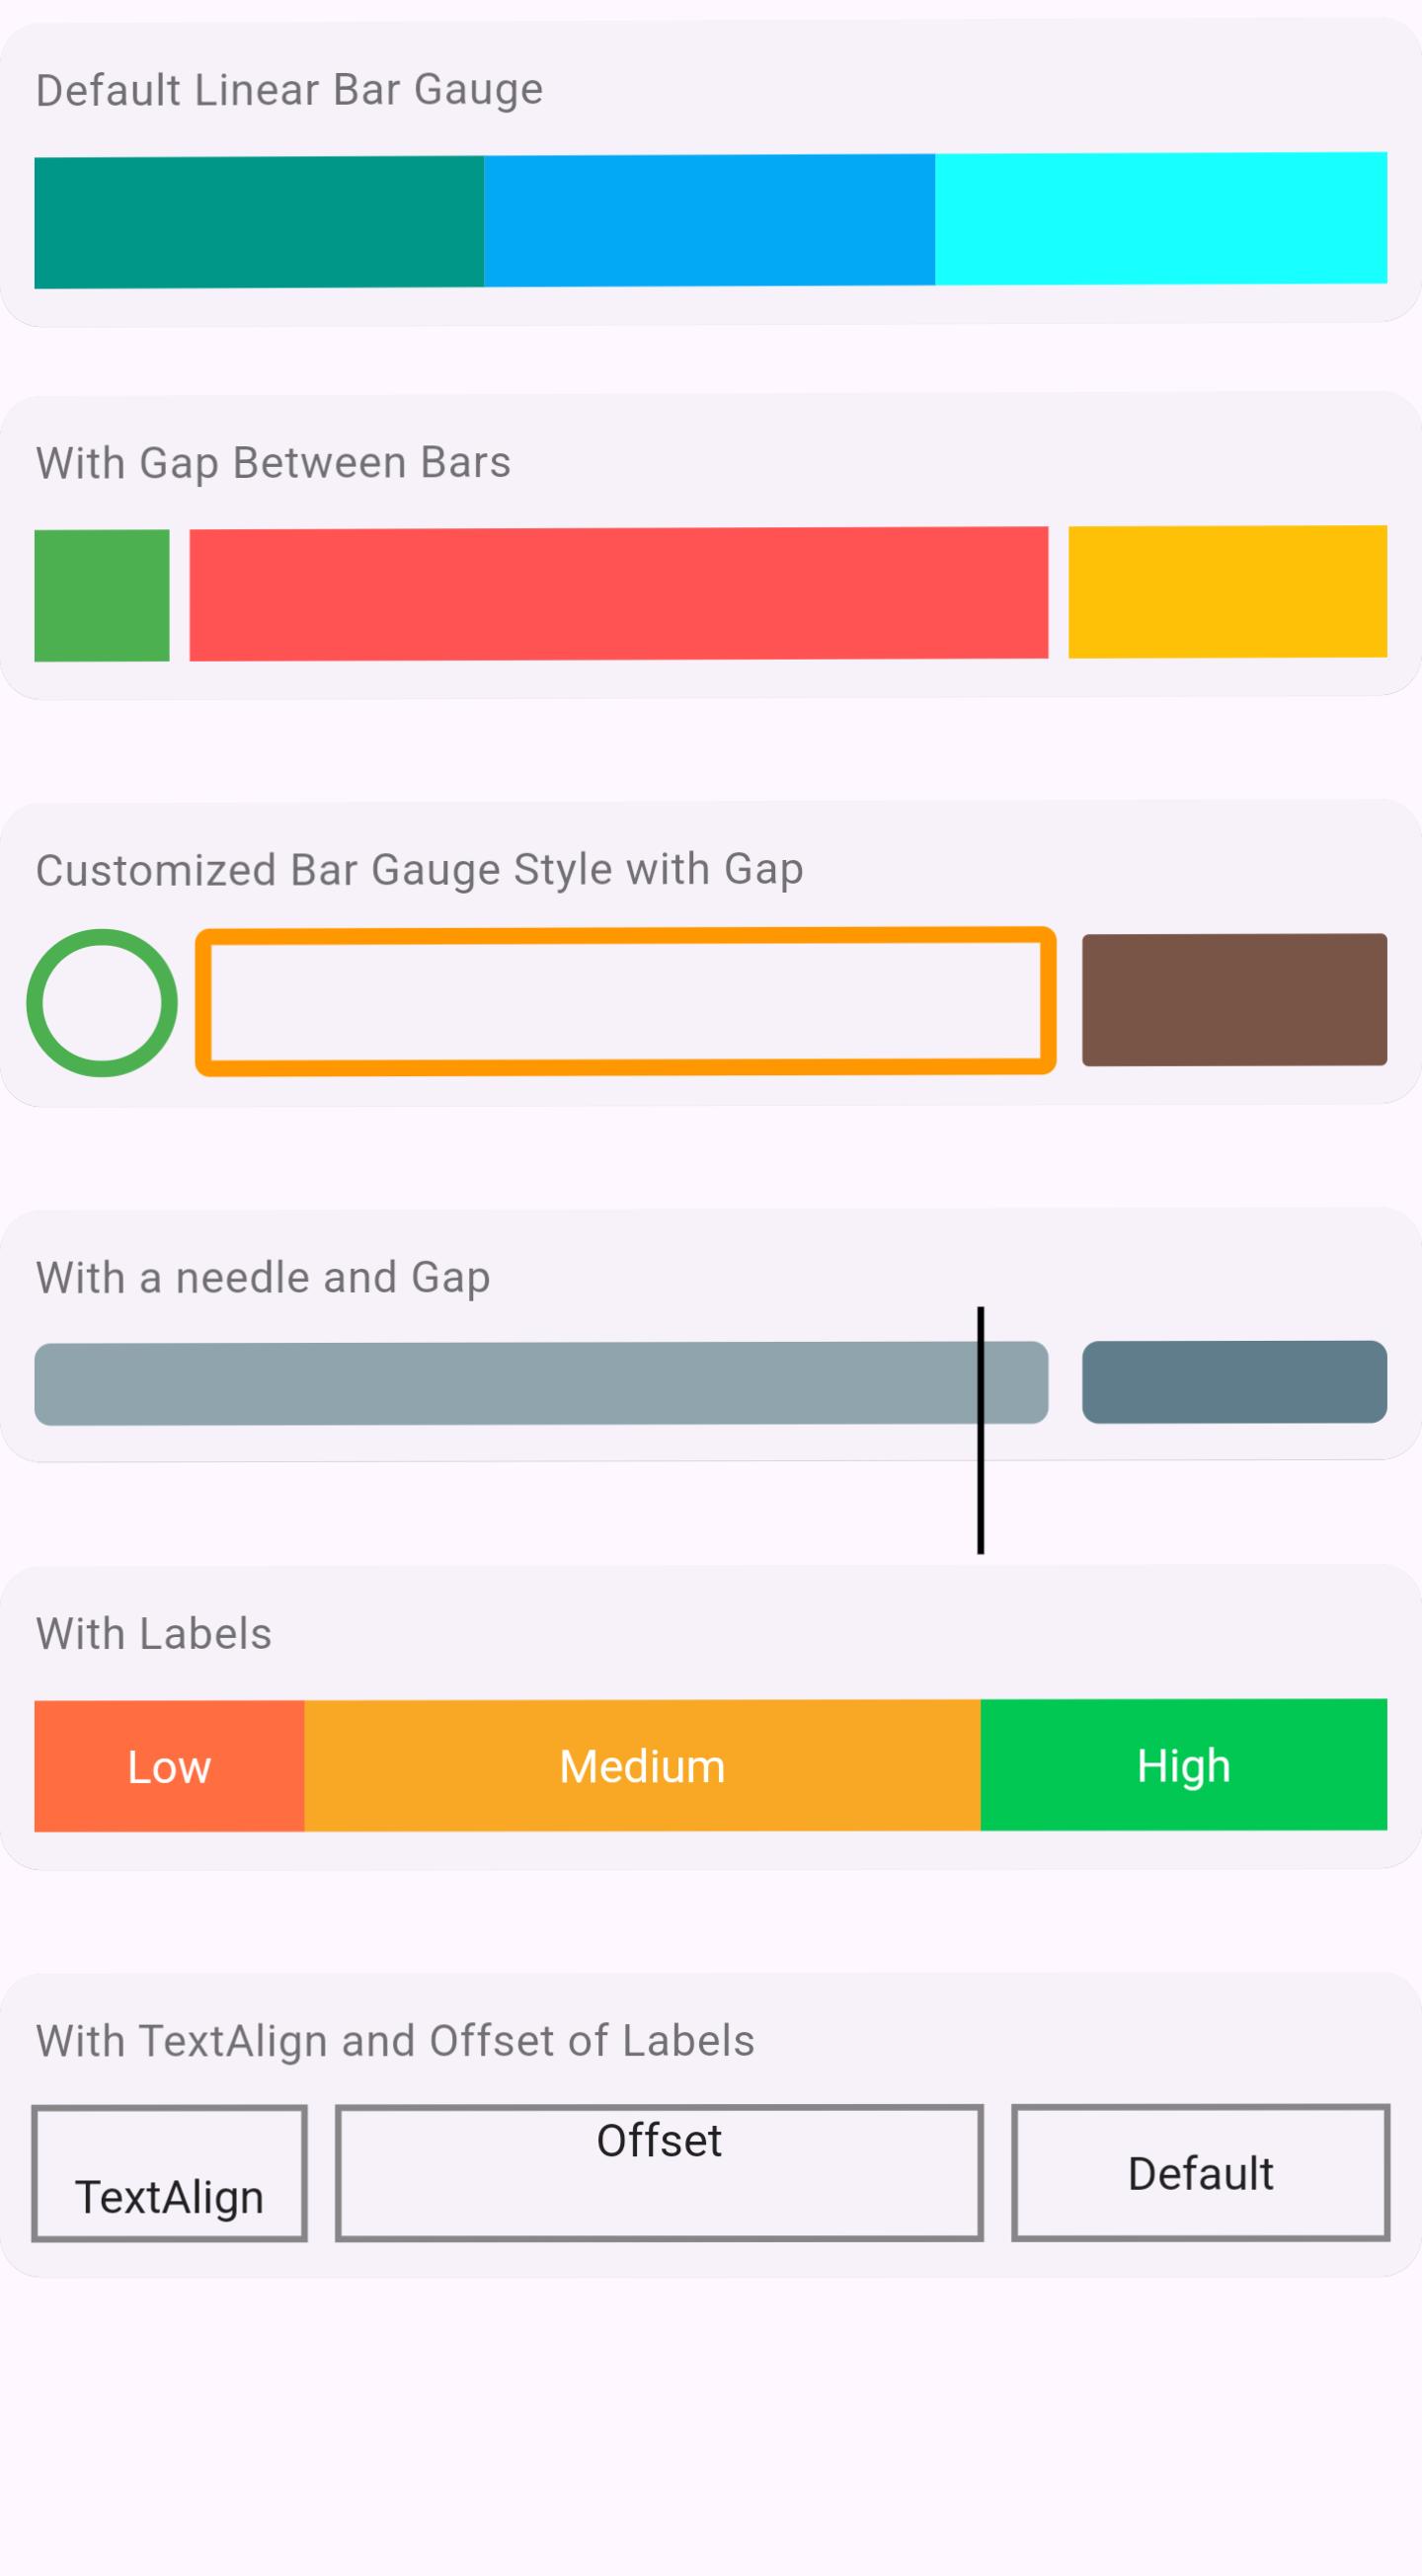 Default Linear Bar Gauge
With Gap Between Bars
Customized Bar Gauge Style with Gap
With a needle and Gap
With Labels
Low Medium High
With TextAlign and Offset of Labels
TextAlign Offset Default